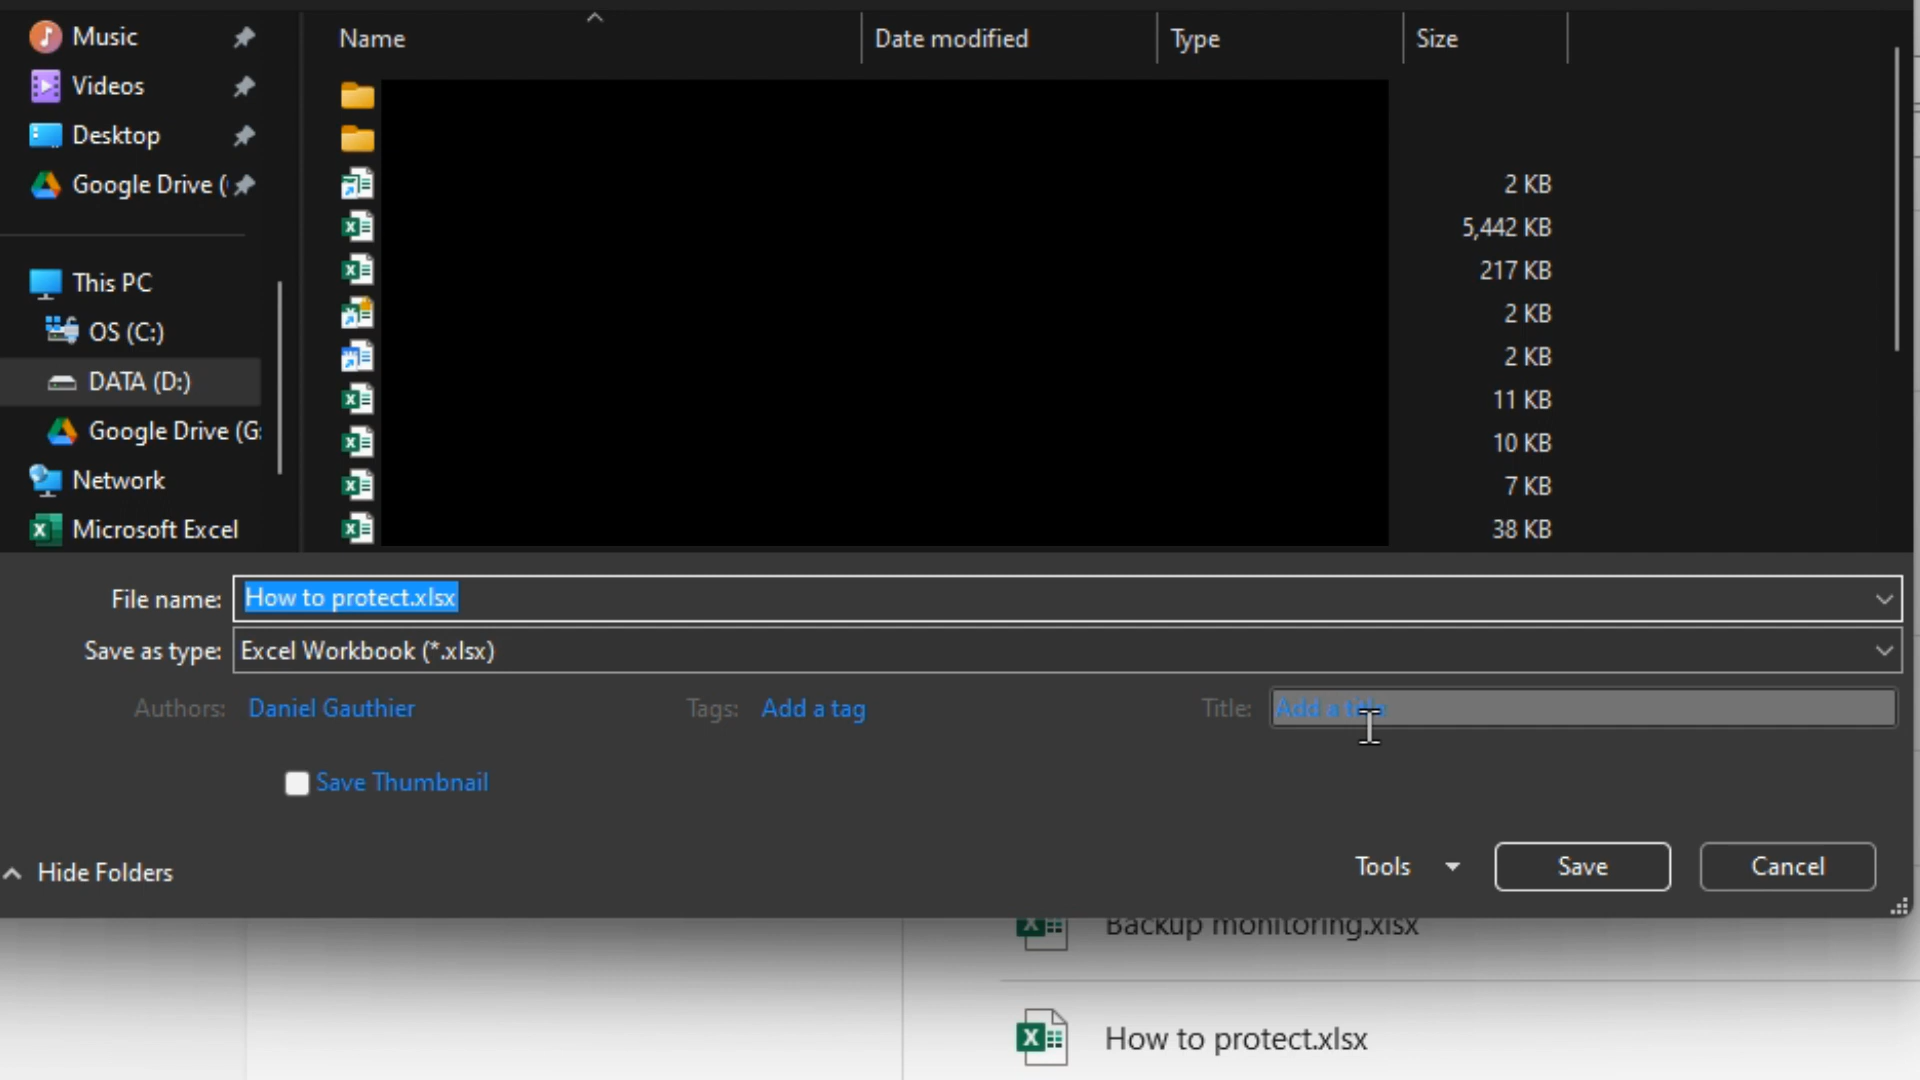 Music
Videos
Desktop
Google Drive (
This PC
OS (C:)
DATA (D:)
Google Drive (G:
Network
Microsoft Excel
Name
Date modified
Type
Size
2 KB
5,442 KB
217 KB
2 KB
2 KB
11 KB
10 KB
7 KB
38 KB
File name: How to protect.xlsx
Save as type: Excel Workbook (*.xlsx)
Authors: Daniel Gauthier Tags: Add a tag Title: Add a title
Save Thumbnail
Hide Folders
Tools
Save
Cancel
Backup monitoring.xlsx
How to protect.xlsx